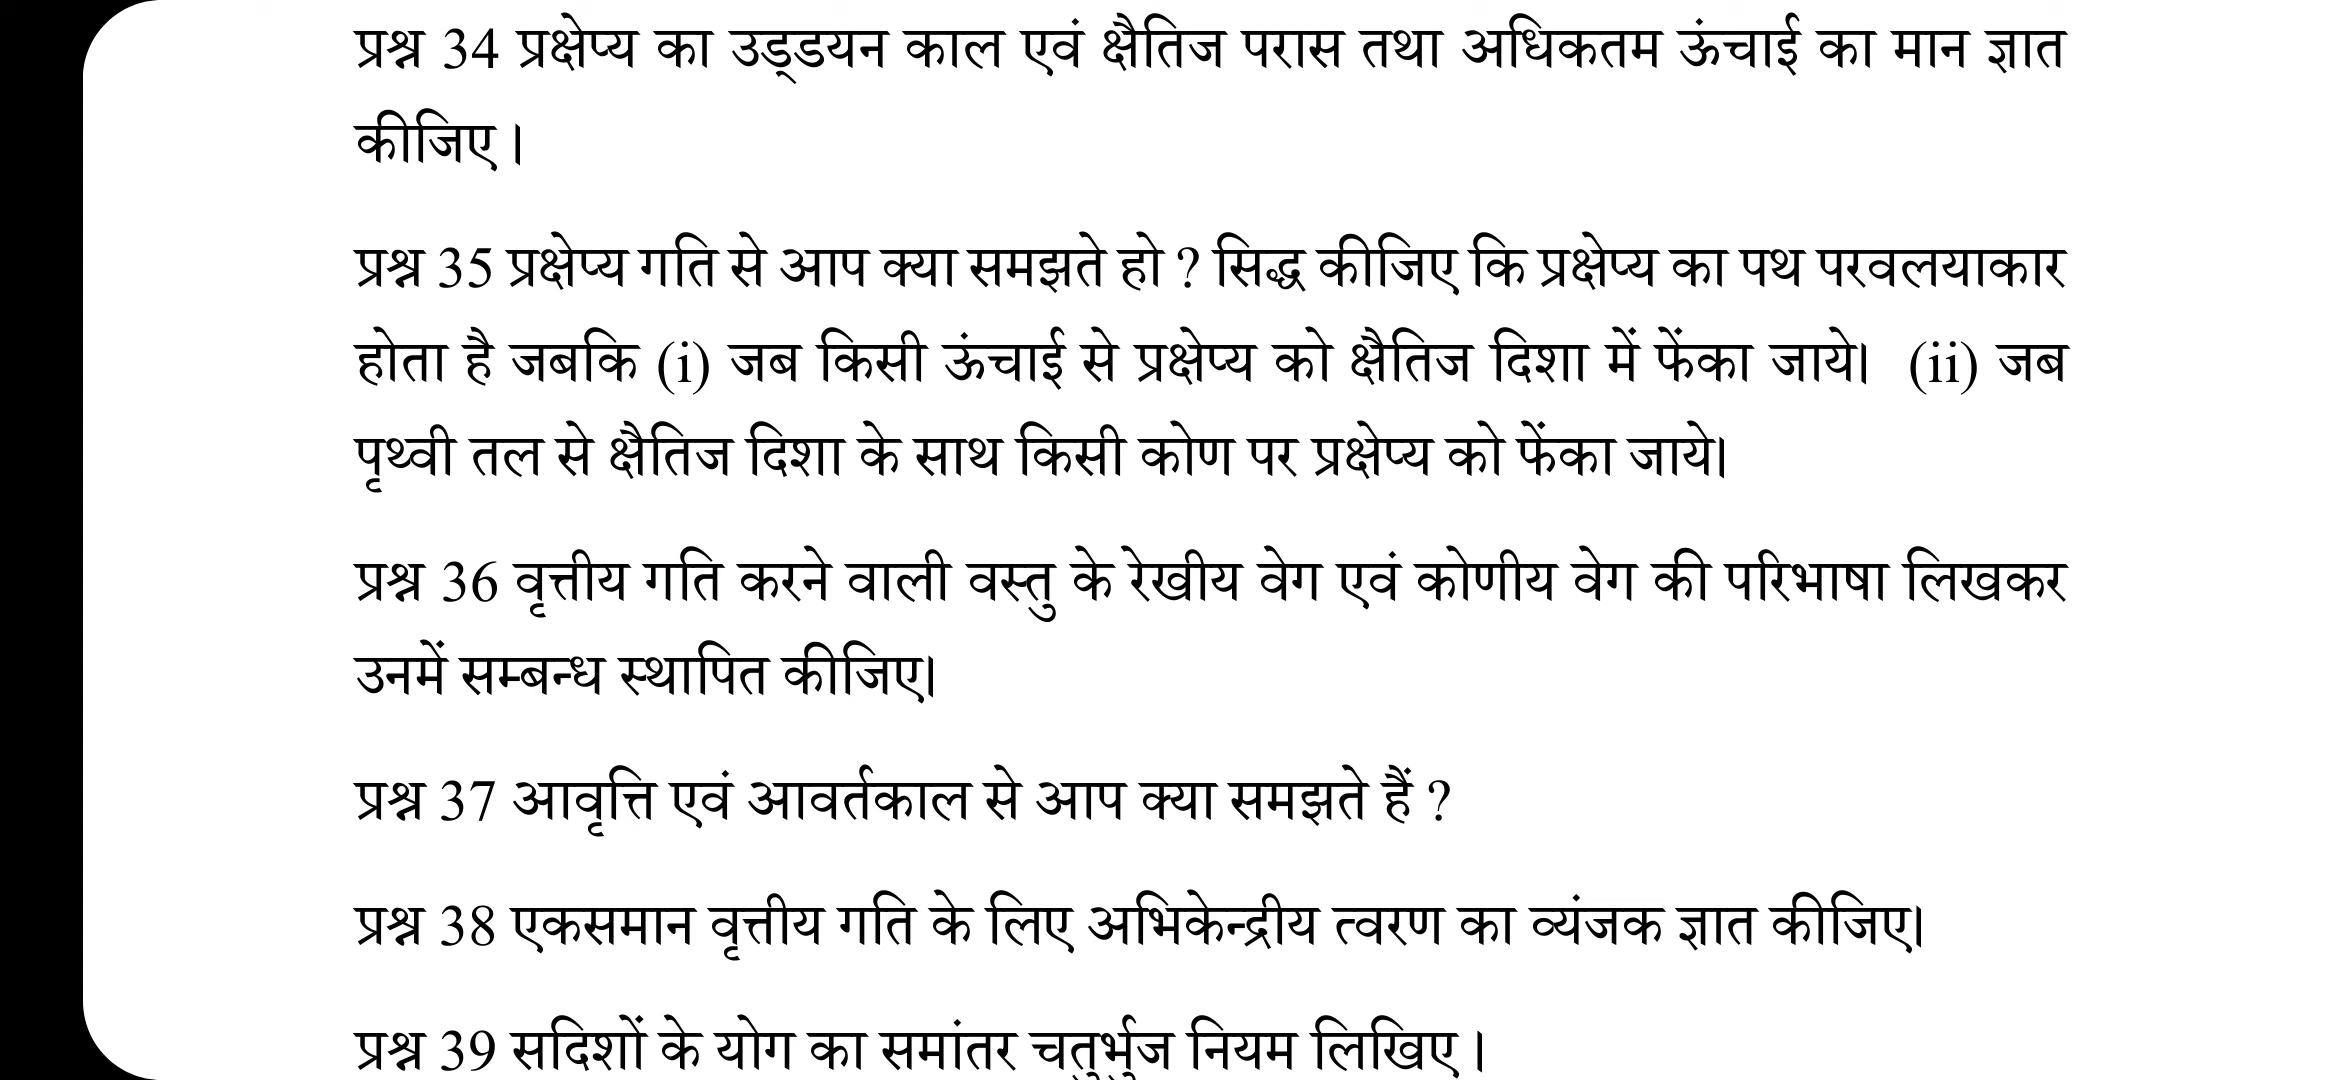 प्रश्न 34 प्रक्षेप्य का उड्डयन काल एवं क्षैतिज परास तथा अधिकतम ऊंचाई का मान ज्ञात
कीजिए।
प्रश्न 35 प्रक्षेप्य गति से आप क्या समझते हो ? सिद्ध कीजिए कि प्रक्षेप्य का पथ परवलयाकार
होता है जबकि (i) जब किसी ऊंचाई से प्रक्षेप्य को क्षैतिज दिशा में फेंका जाये। (ii) जब
पृथ्वी तल से क्षैतिज दिशा के साथ किसी कोण पर प्रक्षेप्य को फेंका जाये।
प्रश्न 36 वृत्तीय गति करने वाली वस्तु के रेखीय वेग एवं कोणीय वेग की परिभाषा लिखकर
उनमें सम्बन्ध स्थापित कीजिए।
प्रश्न 37 आवृत्ति एवं आवर्तकाल से आप क्या समझते हैं ?
प्रश्न 38 एकसमान वृत्तीय गति के लिए अभिकेन्द्रीय त्वरण का व्यंजक ज्ञात कीजिए।
प्रश्न 39 सदिशों के योग का समांतर चतुर्भुज नियम लिखिए।